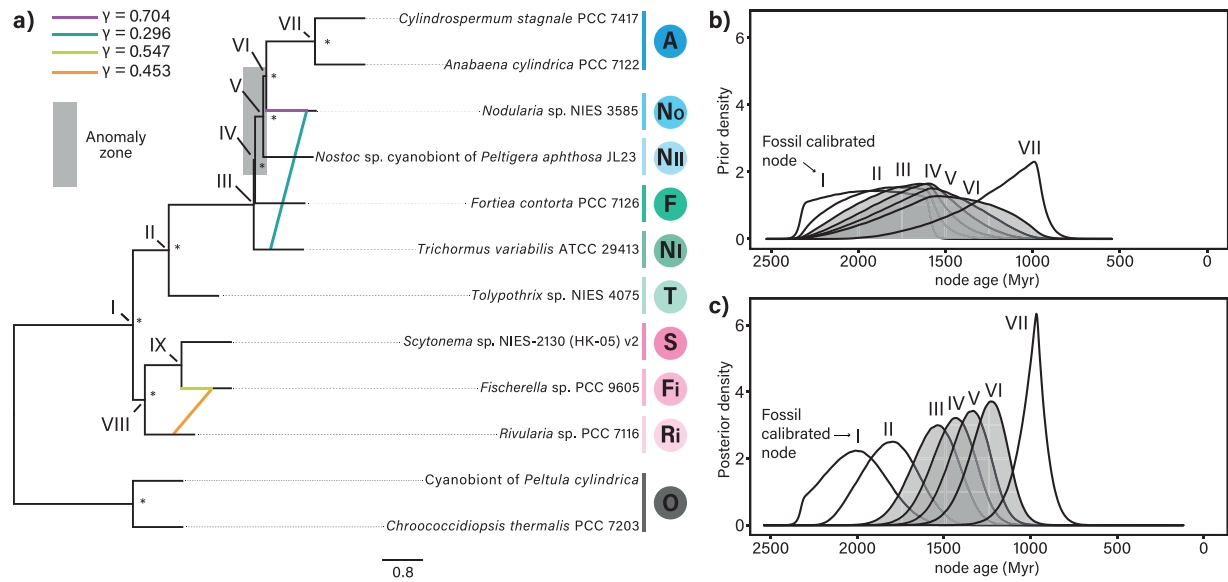 a)
γ = 0.704
γ = 0.296
γ = 0.547
γ = 0.453
Anomaly
zone
VII
Cylindrospermum stagnale PCC 7417
*
VI
*
Anabaena cylindrica PCC 7122
A
V
Nodularia sp. NIES 3585
No
*
IV
Nostoc sp. cyanobiont of Peltigera aphthosa JL23
NII
*
III
Fortiea contorta PCC 7126
F
II
*
Trichormus variabilis ATCC 29413
NI
Tolypothrix sp. NIES 4075
T
I
*
Scytonema sp. NIES-2130 (HK-05) v2
S
IX
*
Fischerella sp. PCC 9605
Fi
*
VIII
Rivularia sp. PCC 7116
Ri
Cyanobiont of Peltula cylindrica
*
O
Chroococcidiopsis thermalis PCC 7203
0.8
b)
Prior density
6
4
2
0
Fossil calibrated
node
I
II
III
IV
V
VI
VII
2500
2000
1500
1000
500
0
node age (Myr)
c)
Posterior density
6
4
2
0
Fossil
calibrated →
node
I
II
III
IV
V
VI
VII
2500
2000
1500
1000
500
0
node age (Myr)